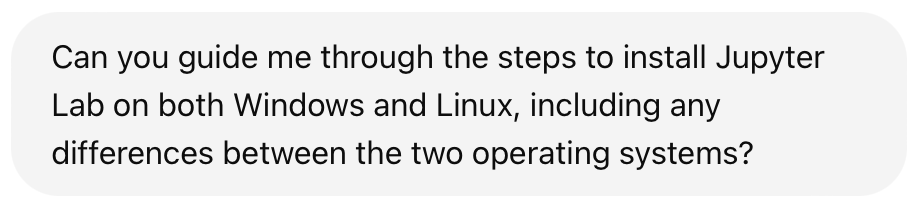 Can you guide me through the steps to install Jupyter
Lab on both Windows and Linux, including any
differences between the two operating systems?